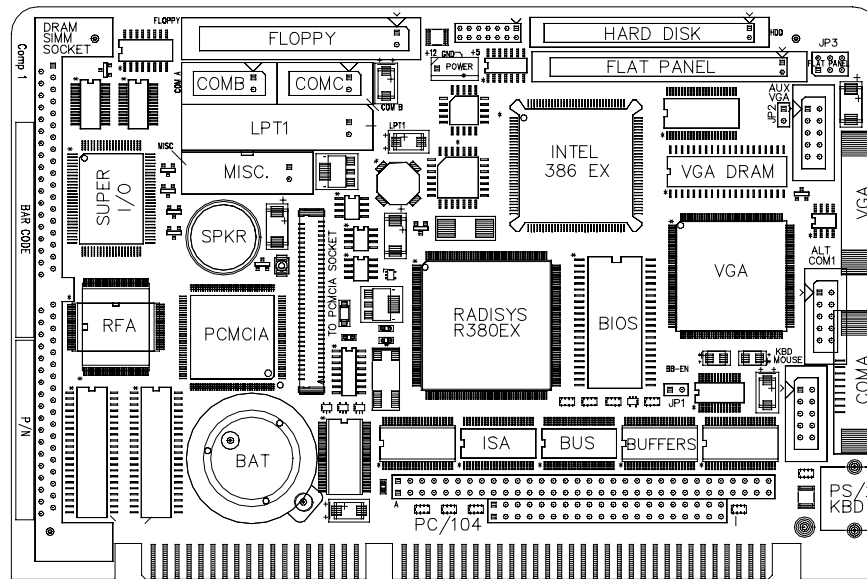 DRAM
SIMM
SOCKET
Comp 1
BAR CODE
P/N
FLOPPY
FLOPPY
COM A
COMB
COMC
COM B
LPT1
LPT1
MISC
MISC.
+12 GND +5
POWER
HARD DISK
HDD
FLAT PANEL
JP3
FLAT PANEL
AUX
VGA
JP2
INTEL
386 EX
VGA DRAM
VGA
SUPER
I/O
SPKR
TO PCMCIA SOCKET
RADISYS
R380EX
BIOS
VGA
ALT
COM1
COMA
RFA
PCMCIA
KBD
MOUSE
BB-EN
JP1
BAT
ISA
BUS
BUFFERS
A
PC/104
PS/
KBD